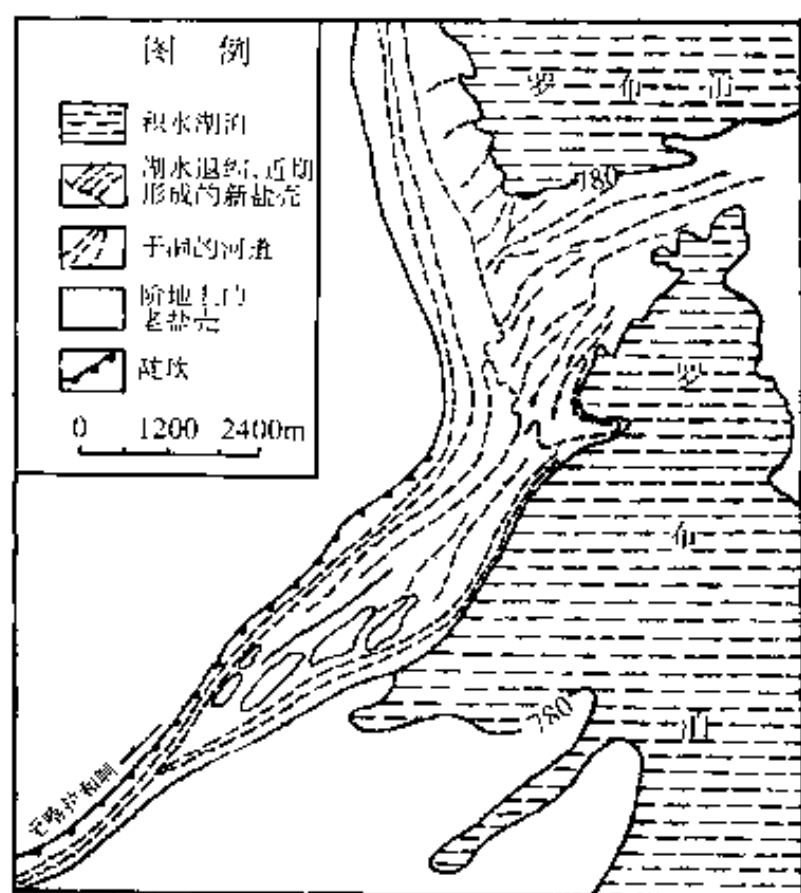 图 例
积水湖泊
湖水退缩、近期
形成的新盐壳
干涸的河道
阶地上的
老盐壳
陡坎
0 1200 2400m
罗布泊
780
罗
布
泊
780